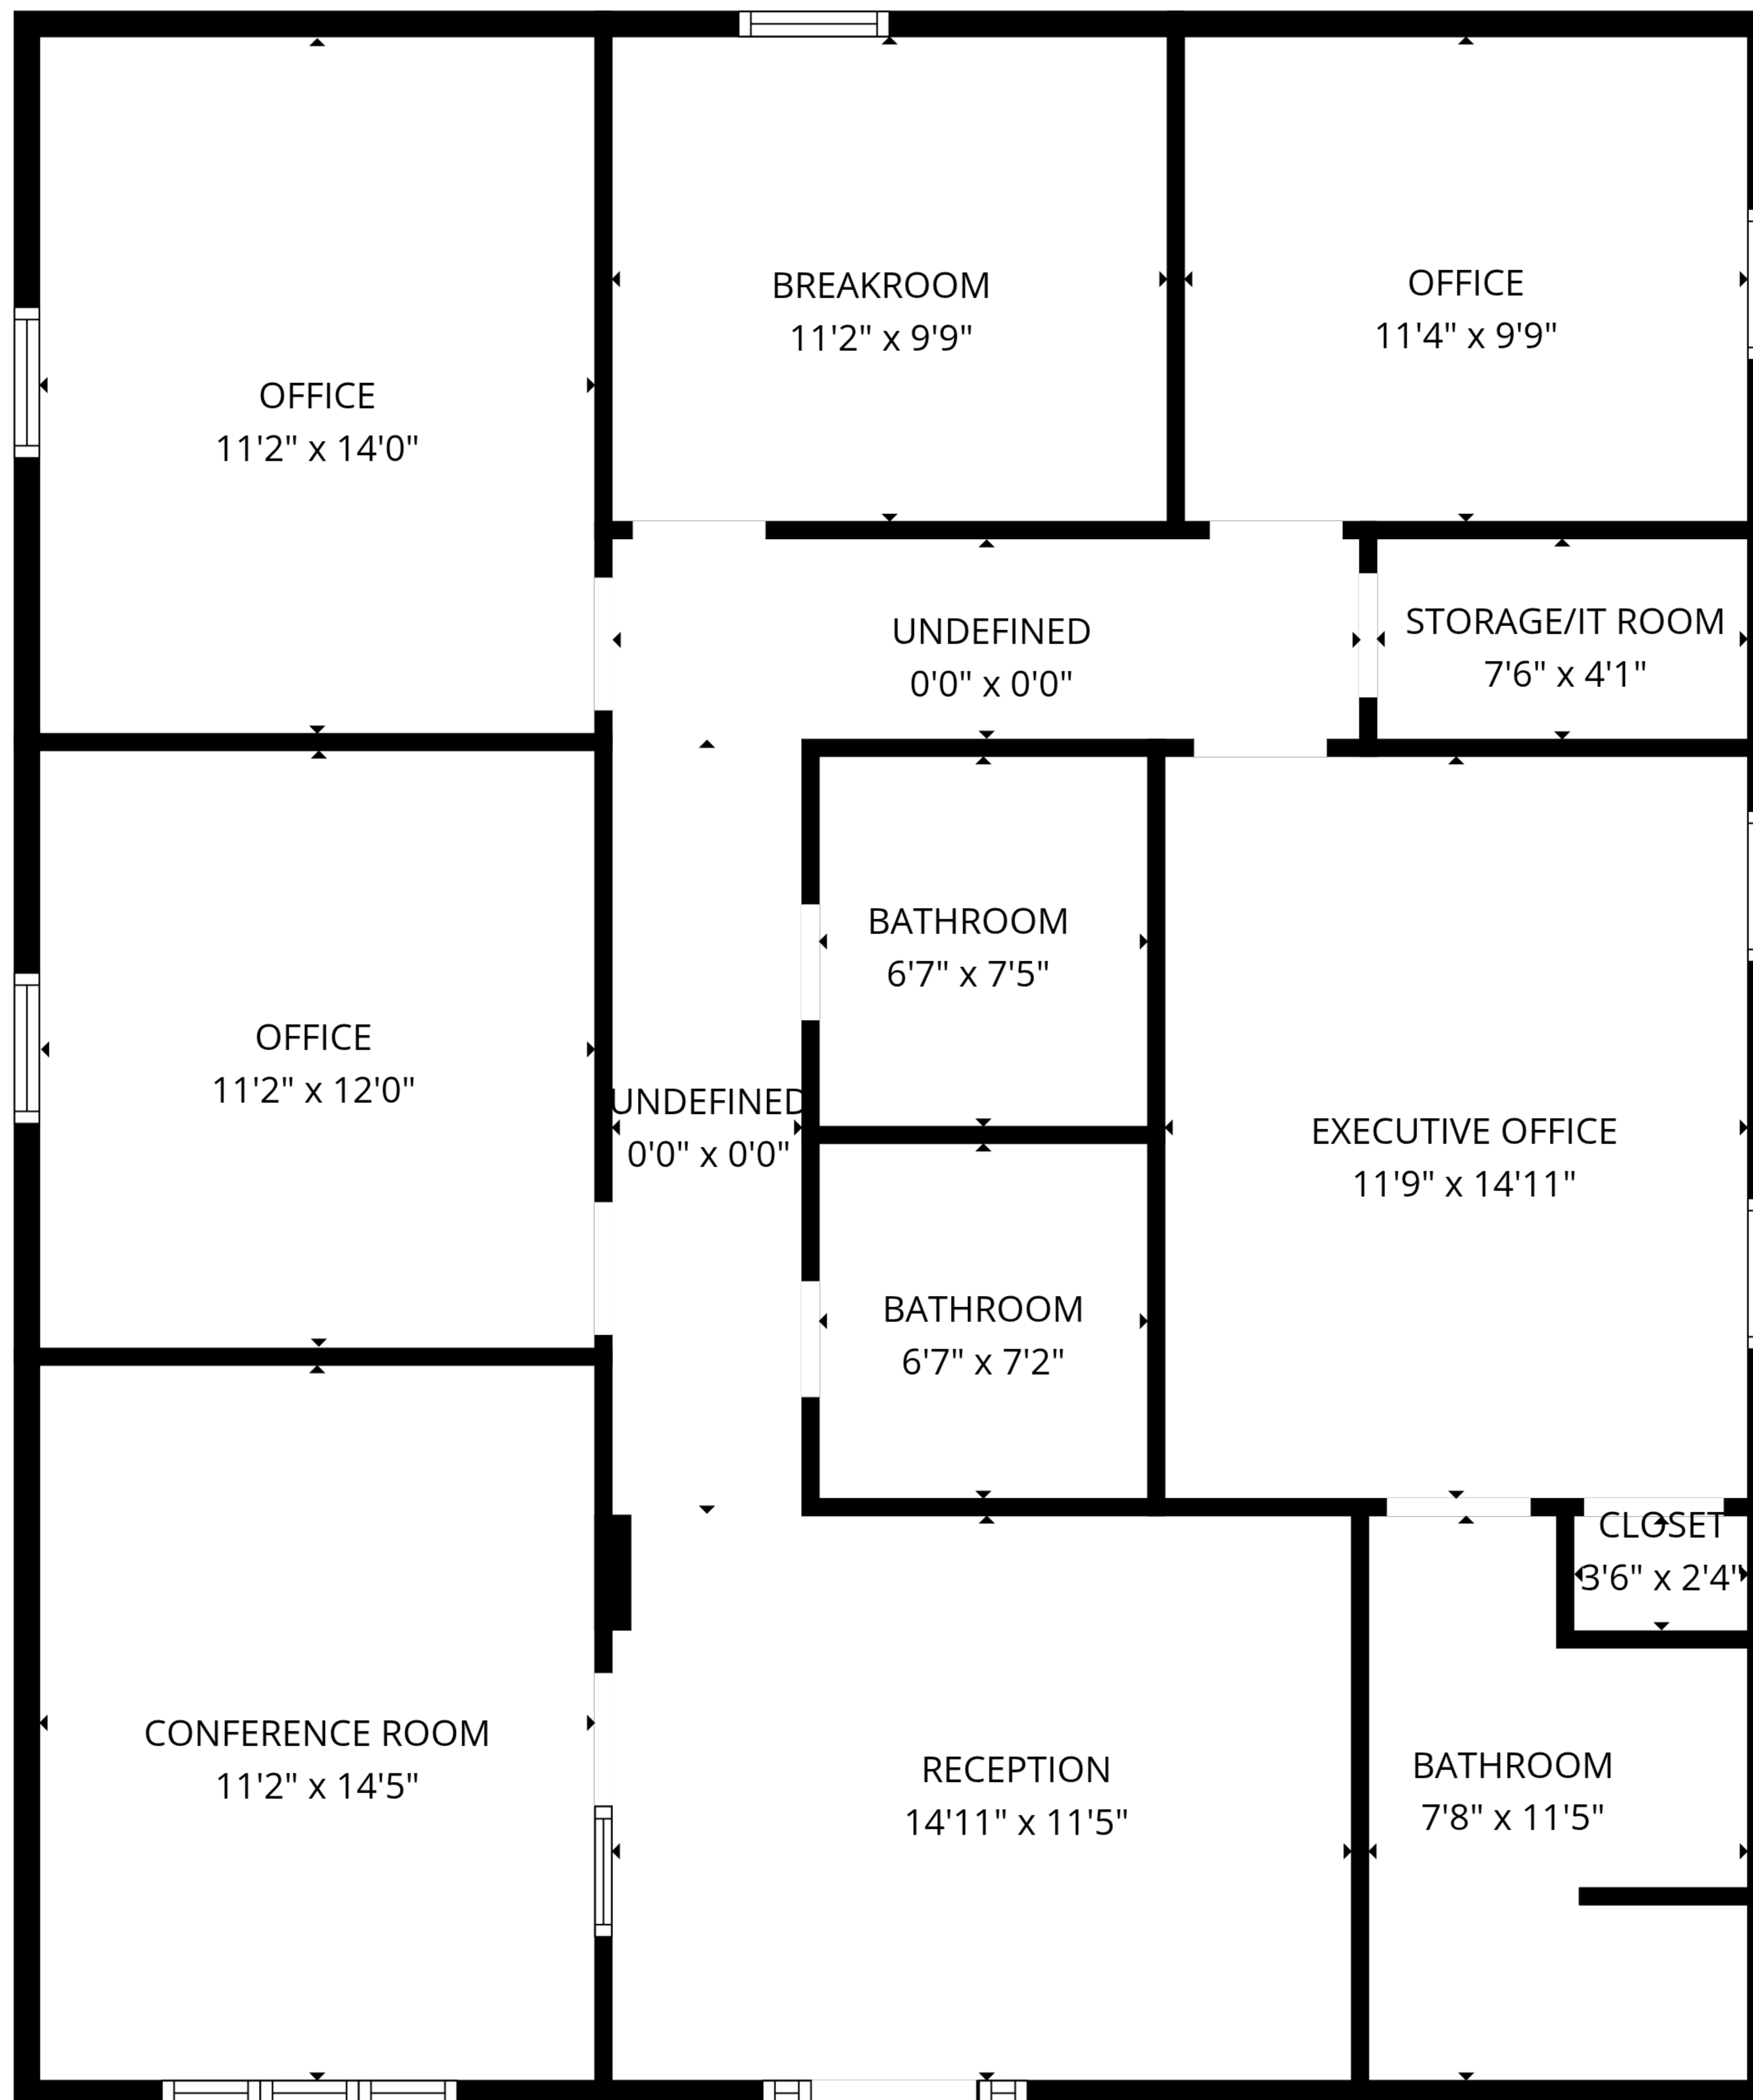 BREAKROOM
11'2" x 9'9"
OFFICE
11'4" x 9'9"
OFFICE
11'2" x 14'0"
UNDEFINED
0'0" x 0'0"
STORAGE/IT ROOM
7'6" x 4'1"
BATHROOM
6'7" x 7'5"
OFFICE
11'2" x 12'0"
UNDEFINED
0'0" x 0'0"
EXECUTIVE OFFICE
11'9" x 14'11"
BATHROOM
6'7" x 7'2"
CLOSET
3'6" x 2'4"
CONFERENCE ROOM
11'2" x 14'5"
RECEPTION
14'11" x 11'5"
BATHROOM
7'8" x 11'5"